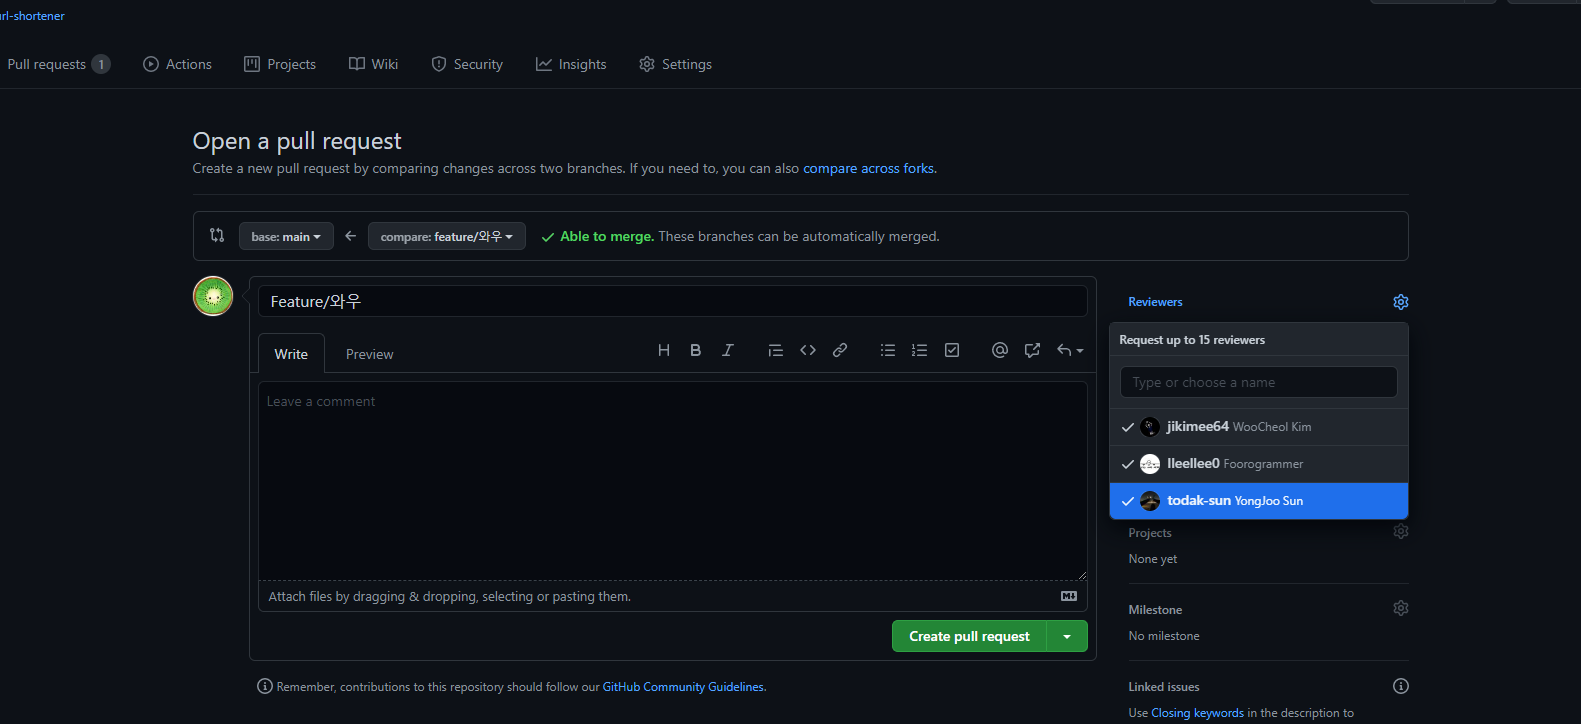 url-shortener
Pull requests 1 Actions Projects Wiki Security Insights Settings
Open a pull request
Create a new pull request by comparing changes across two branches. If you need to, you can also compare across forks.
base: main compare: feature/와우 Able to merge. These branches can be automatically merged.
Feature/와우
Write Preview
Leave a comment
Attach files by dragging & dropping, selecting or pasting them.
Create pull request
Remember, contributions to this repository should follow our GitHub Community Guidelines.
Reviewers
Request up to 15 reviewers
Type or choose a name
jikimee64 WooCheol Kim
lleellee0 Foorogrammer
todak-sun YongJoo Sun
Projects
None yet
Milestone
No milestone
Linked issues
Use Closing keywords in the description to